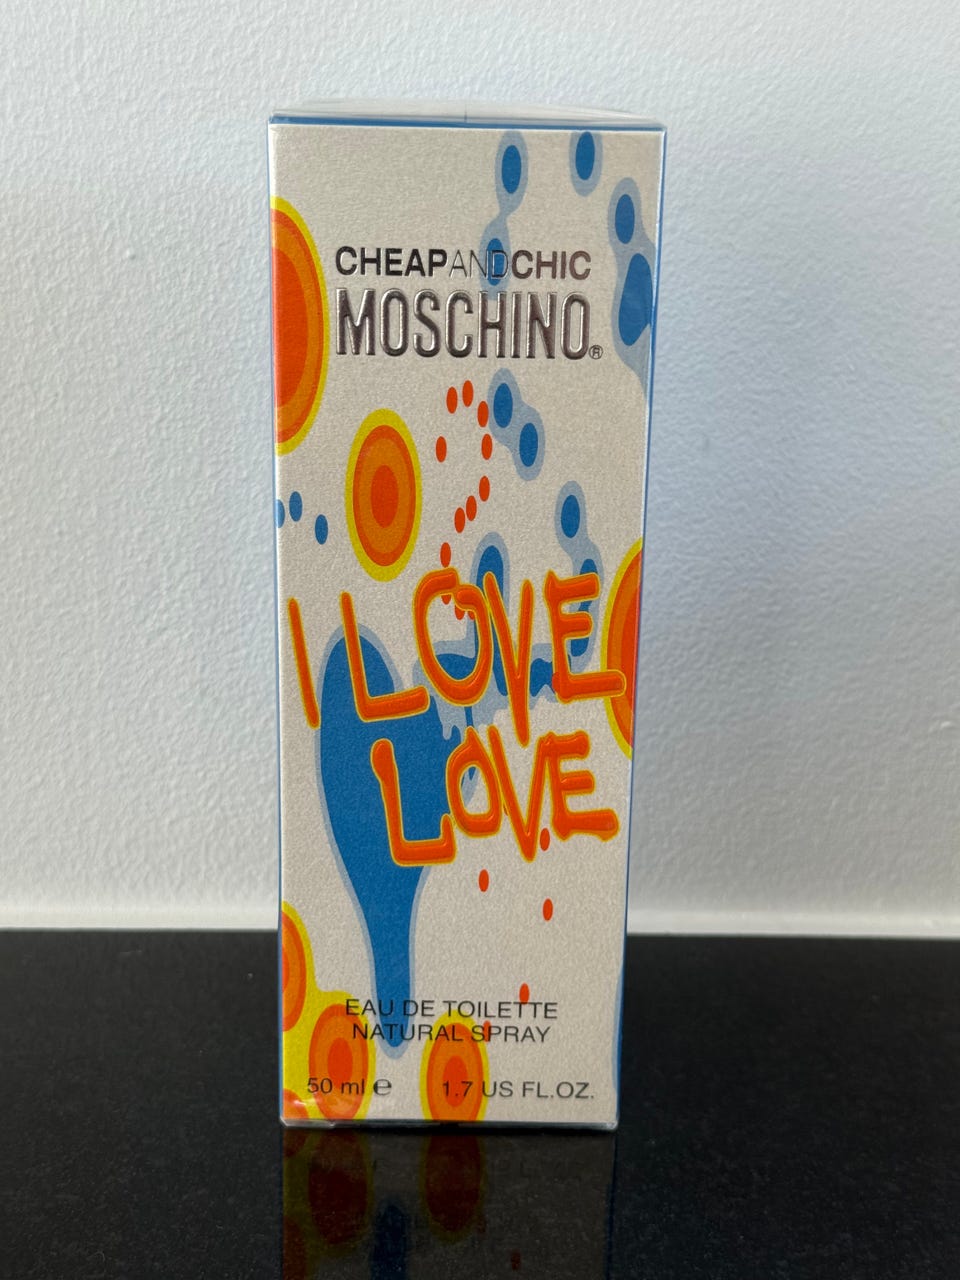 CHEAPANDCHIC
MOSCHINO®
I LOVE
LOVE
EAU DE TOILETTE
NATURAL SPRAY
50 ml ℮ 1.7 US FL.OZ.